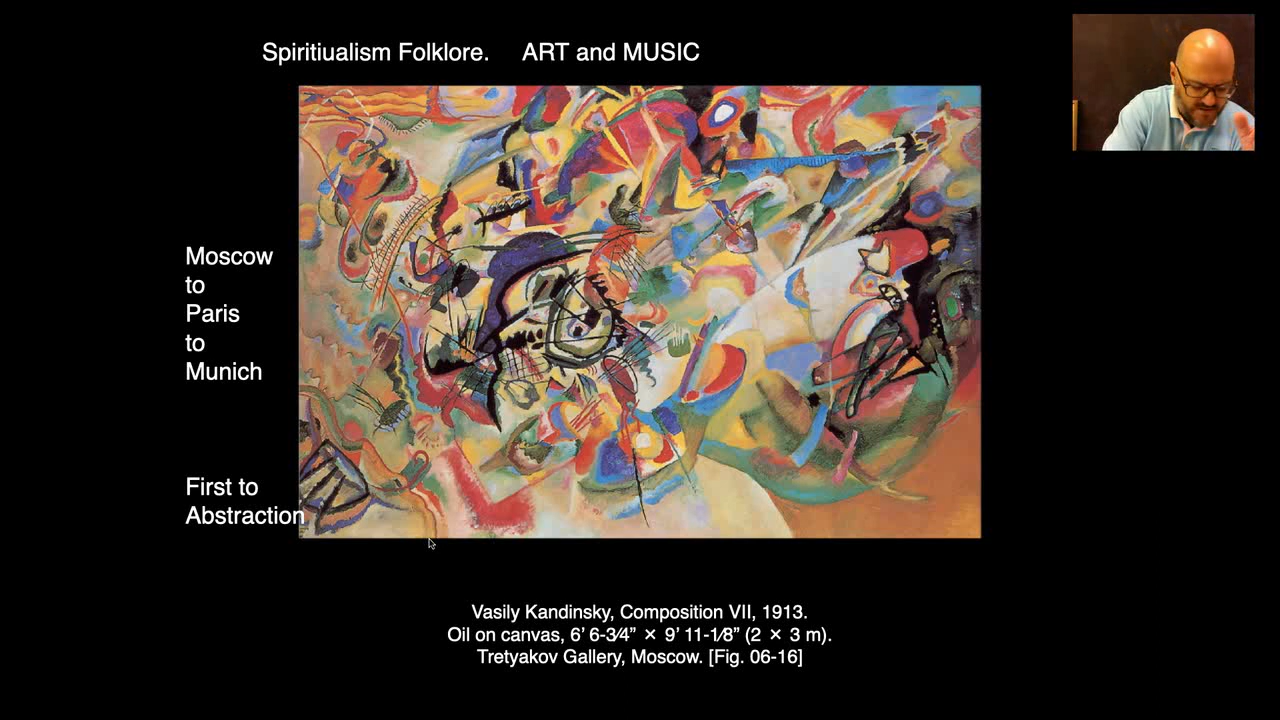 Spiritiualism Folklore. ART and MUSIC
Moscow
to
Paris
to
Munich
First to
Abstraction
Vasily Kandinsky, Composition VII, 1913.
Oil on canvas, 6’ 6-3⁄4” × 9’ 11-1⁄8” (2 × 3 m).
Tretyakov Gallery, Moscow. [Fig. 06-16]